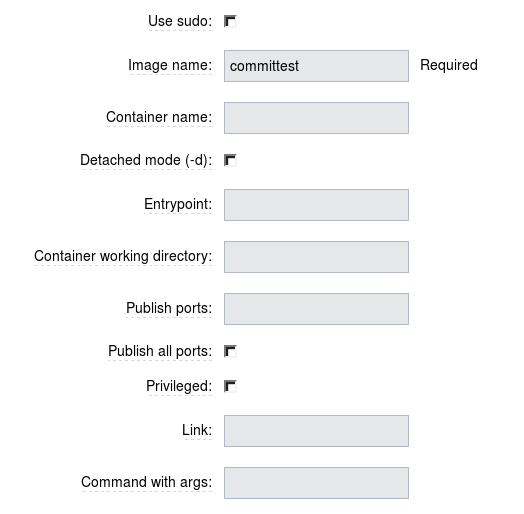 Use sudo:
Image name: committest Required
Container name:
Detached mode (-d):
Entrypoint:
Container working directory:
Publish ports:
Publish all ports:
Privileged:
Link:
Command with args: